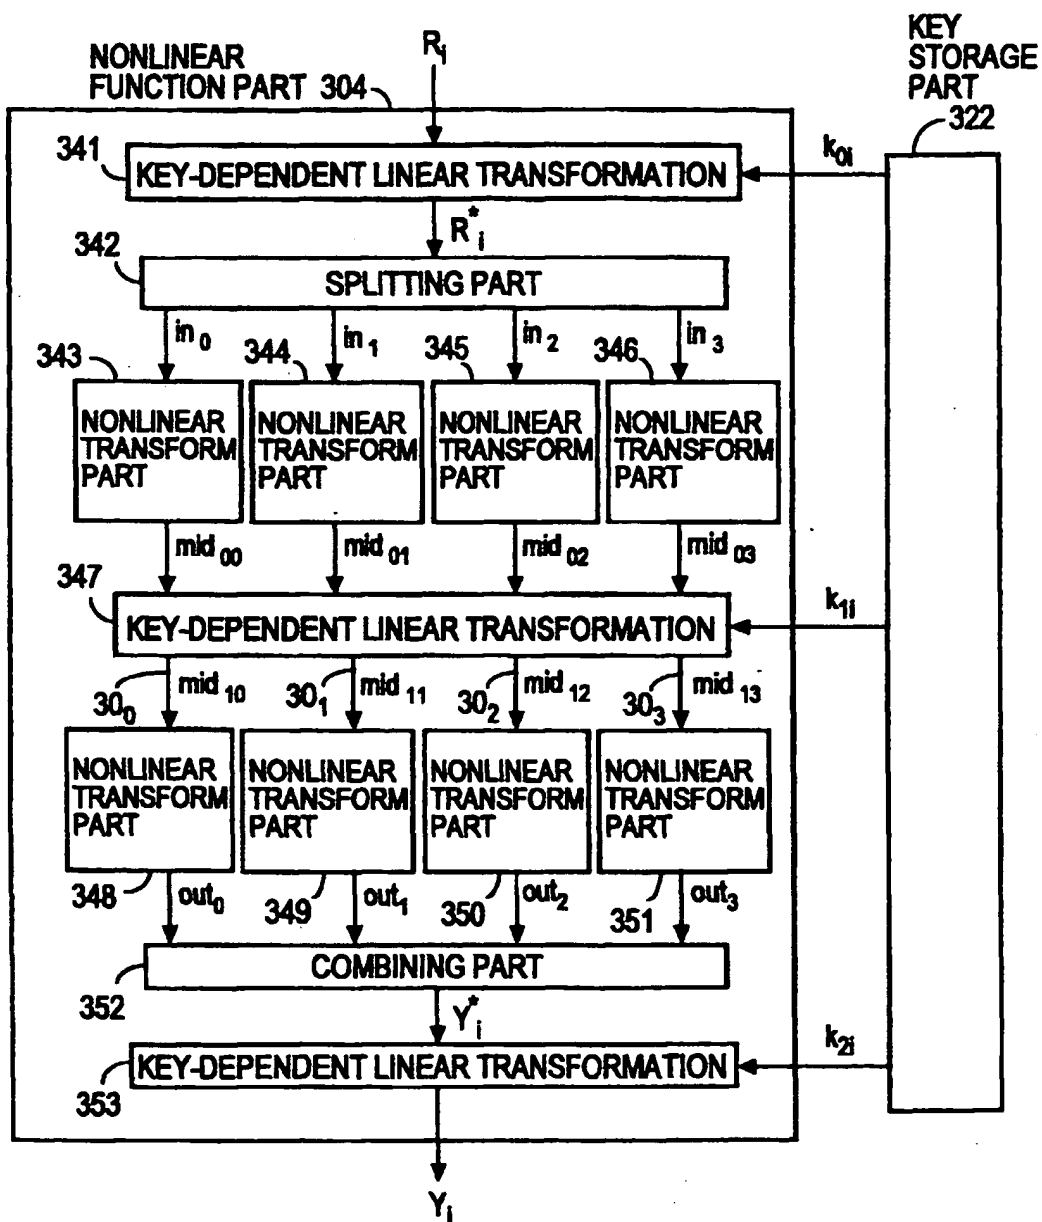 NONLINEAR
FUNCTION PART 304
R_i
KEY
STORAGE
PART
322
341
KEY-DEPENDENT LINEAR TRANSFORMATION
k_0i
R*_i
342
SPLITTING PART
in_0
in_1
in_2
in_3
343
344
345
346
NONLINEAR
TRANSFORM
PART
NONLINEAR
TRANSFORM
PART
NONLINEAR
TRANSFORM
PART
NONLINEAR
TRANSFORM
PART
mid_00
mid_01
mid_02
mid_03
347
KEY-DEPENDENT LINEAR TRANSFORMATION
k_1i
30_0
mid_10
30_1
mid_11
30_2
mid_12
30_3
mid_13
NONLINEAR
TRANSFORM
PART
NONLINEAR
TRANSFORM
PART
NONLINEAR
TRANSFORM
PART
NONLINEAR
TRANSFORM
PART
348
out_0
349
out_1
350
out_2
351
out_3
352
COMBINING PART
Y*_i
353
KEY-DEPENDENT LINEAR TRANSFORMATION
k_2i
Y_i